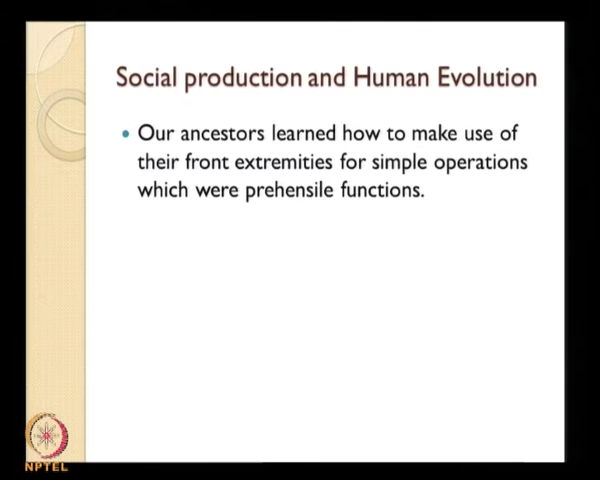 Social production and Human Evolution
Our ancestors learned how to make use of
their front extremities for simple operations
which were prehensile functions.
NPTEL